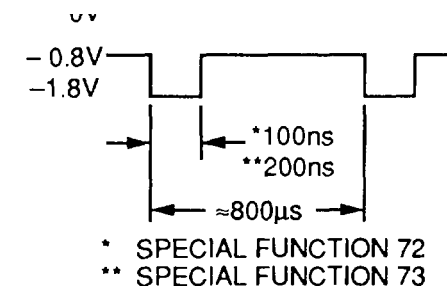 – 0.8V
–1.8V
*100ns
**200ns
≈800µs
* SPECIAL FUNCTION 72
** SPECIAL FUNCTION 73